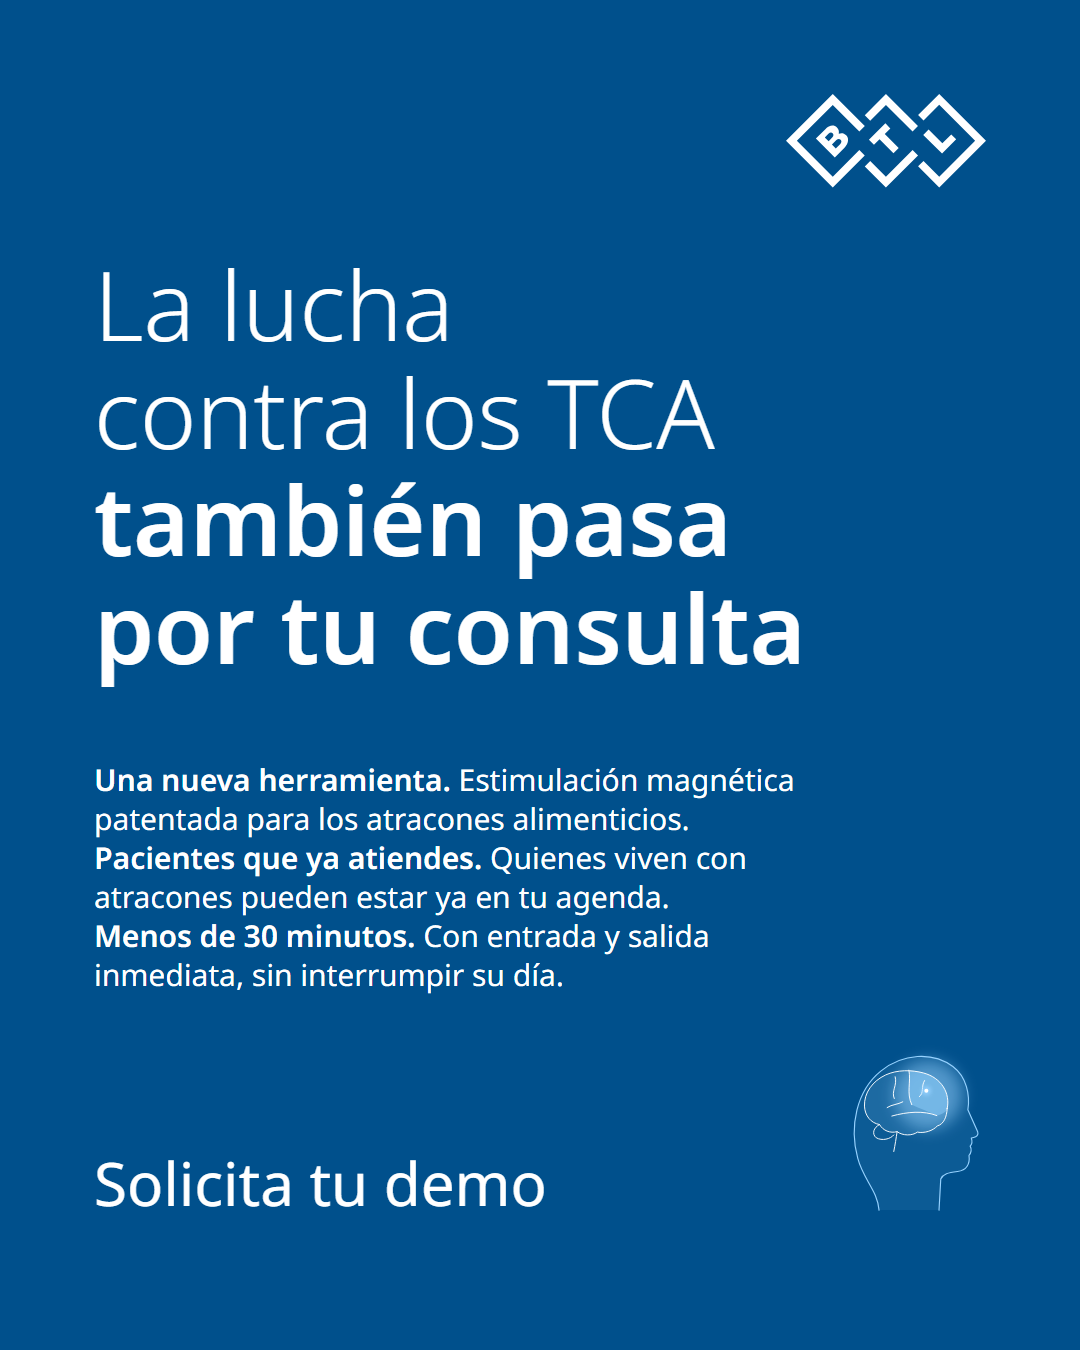 BTL
La lucha
contra los TCA
también pasa
por tu consulta
Una nueva herramienta. Estimulación magnética
patentada para los atracones alimenticios.
Pacientes que ya atiendes. Quienes viven con
atracones pueden estar ya en tu agenda.
Menos de 30 minutos. Con entrada y salida
inmediata, sin interrumpir su día.
Solicita tu demo